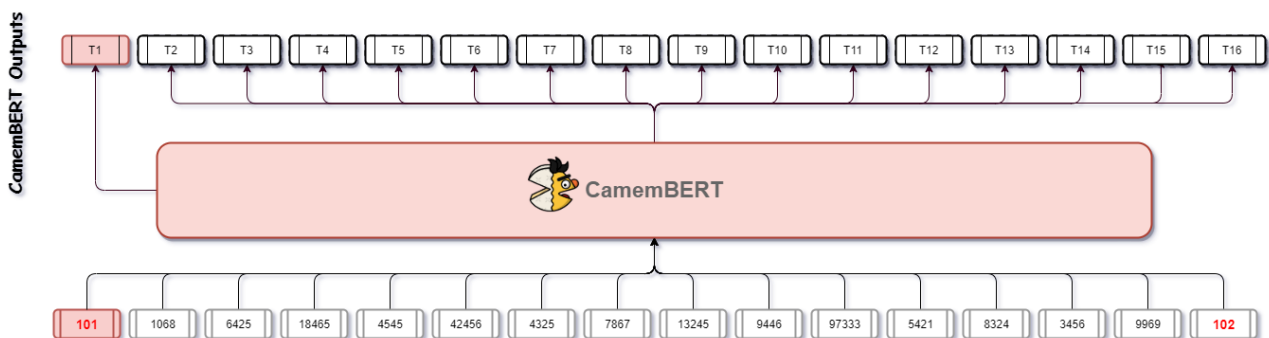 CamemBERT Outputs
T1 T2 T3 T4 T5 T6 T7 T8 T9 T10 T11 T12 T13 T14 T15 T16
CamemBERT
101 1068 6425 18465 4545 42456 4325 7867 13245 9446 97333 5421 8324 3456 9969 102